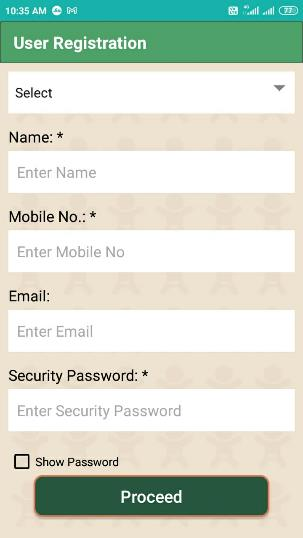 10:35 AM
77
User Registration
Select
Name: *
Enter Name
Mobile No.: *
Enter Mobile No
Email:
Enter Email
Security Password: *
Enter Security Password
Show Password
Proceed